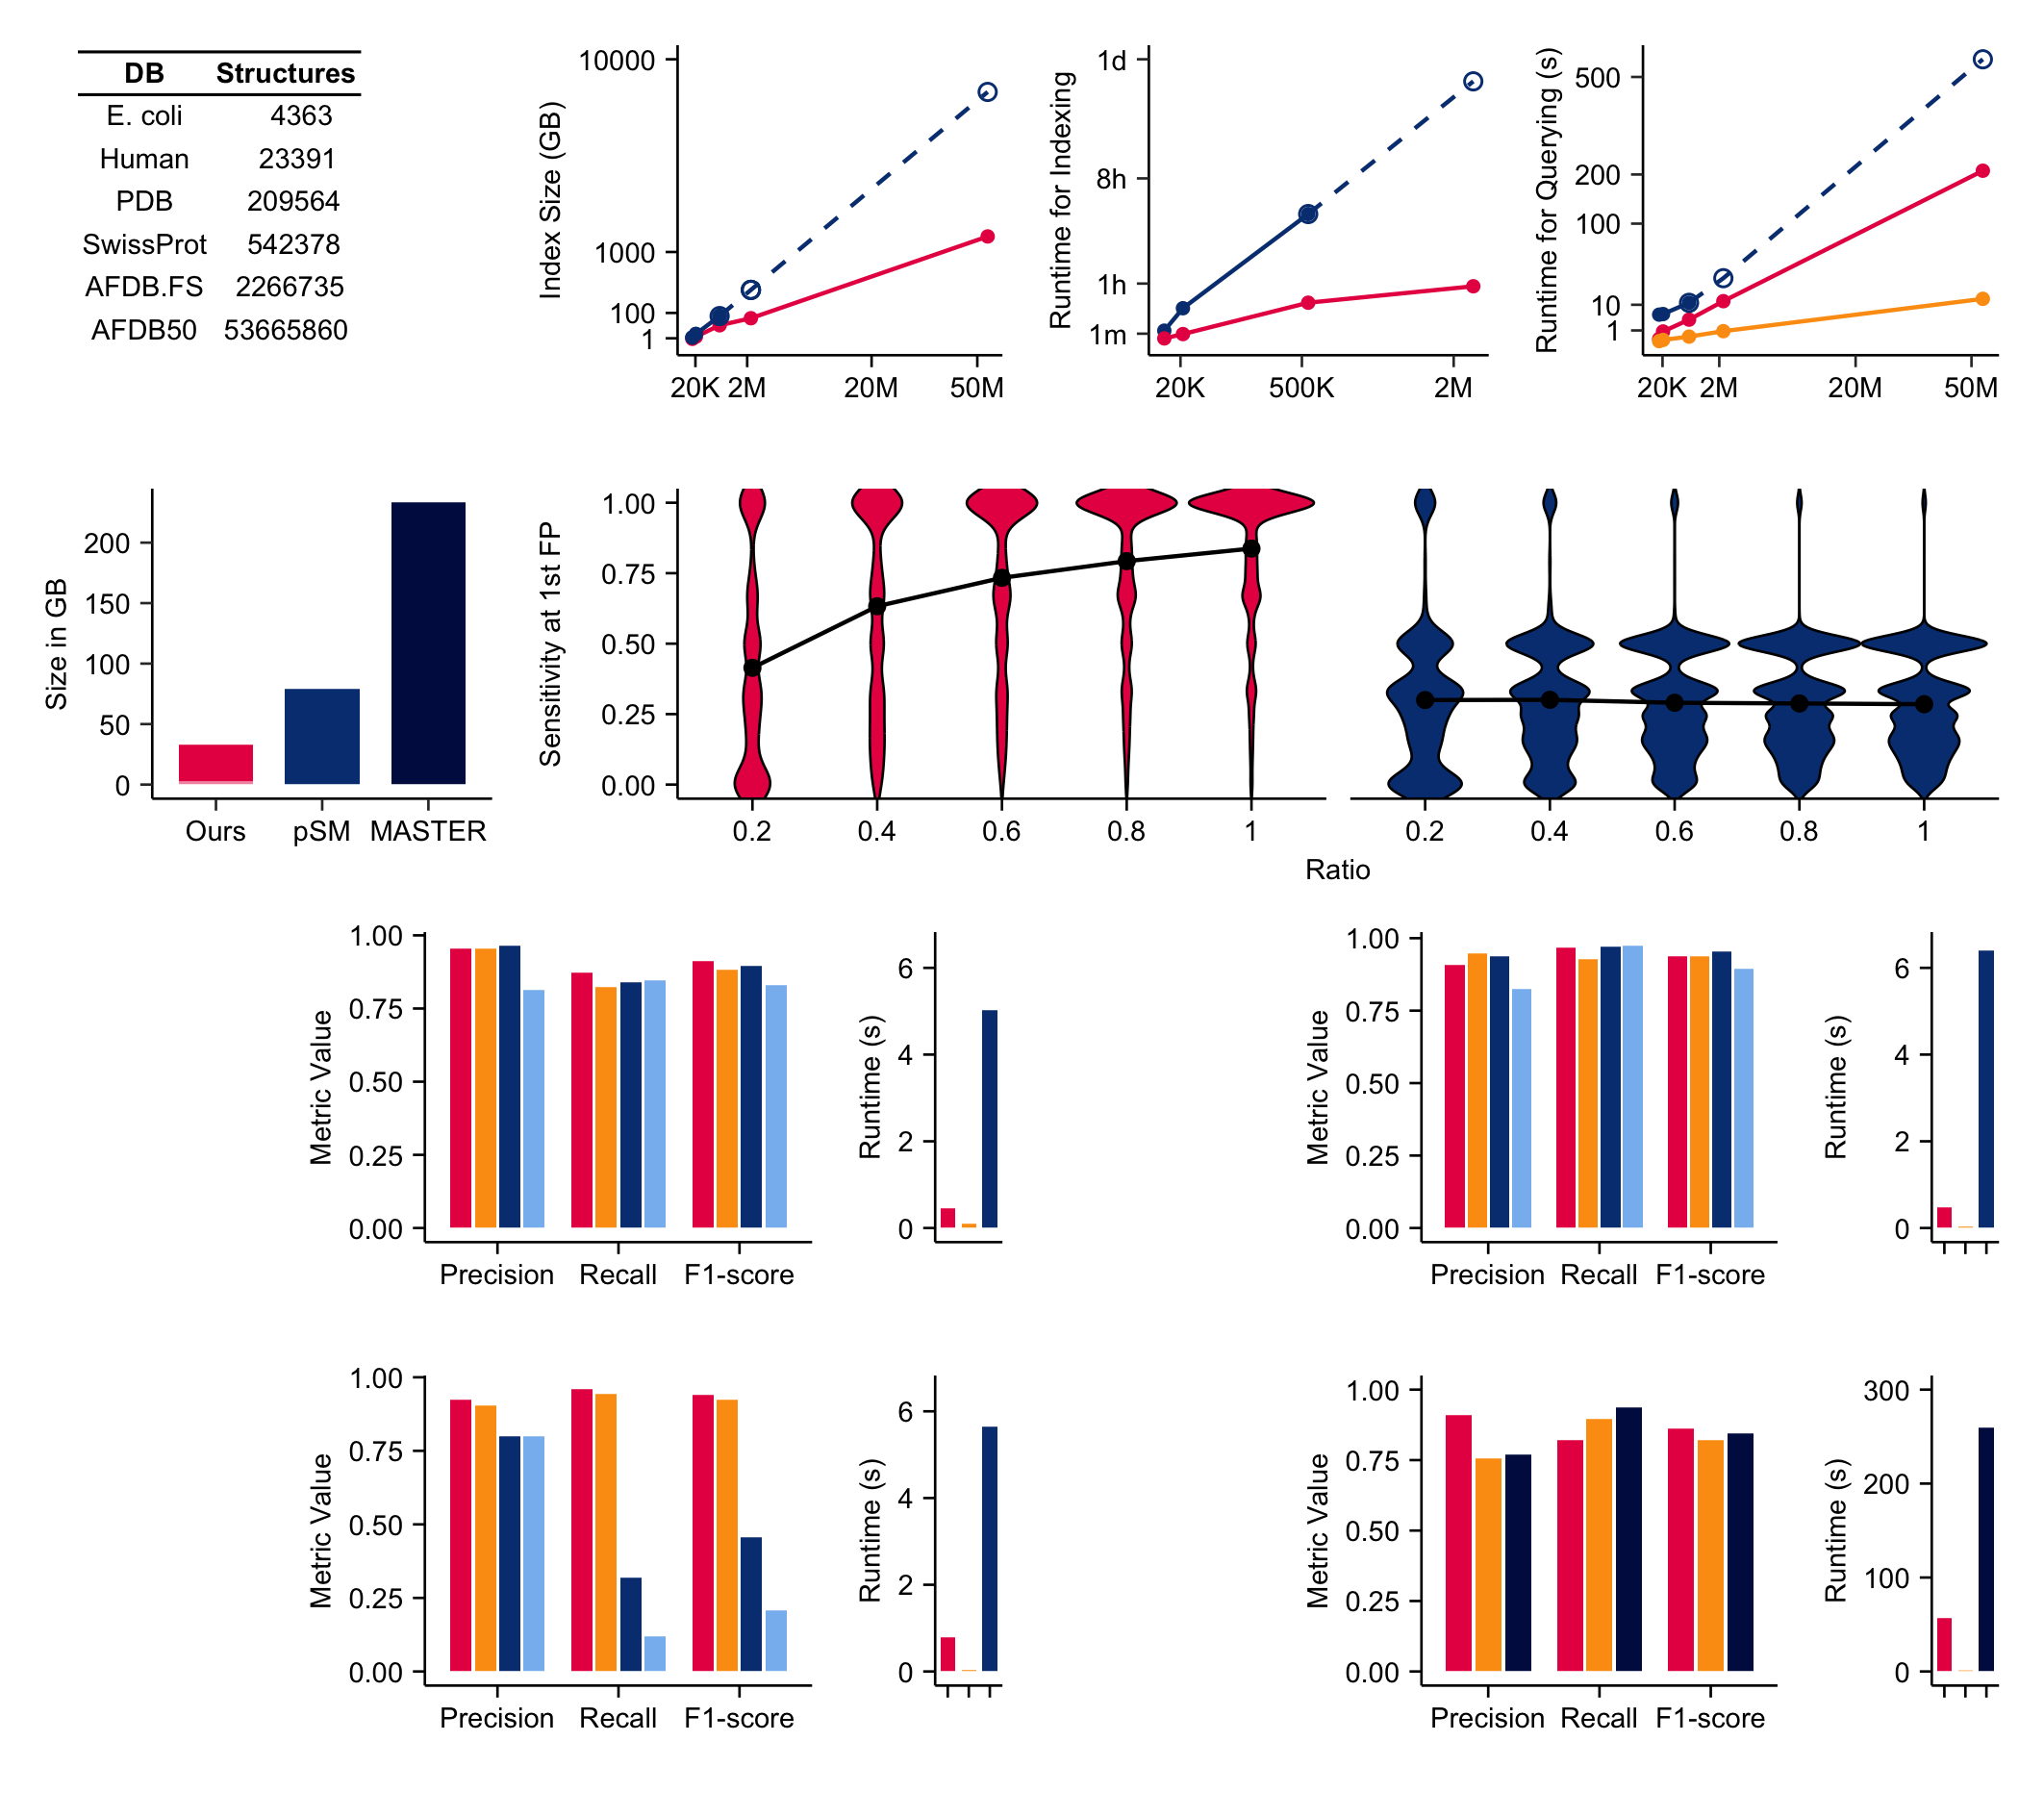 DB Structures
E. coli 4363
Human 23391
PDB 209564
SwissProt 542378
AFDB.FS 2266735
AFDB50 53665860
Index Size (GB)
10000
1000
100
1
20K 2M 20M 50M
Runtime for Indexing
1d
8h
1h
1m
20K 500K 2M
Runtime for Querying (s)
500
200
100
10
1
20K 2M 20M 50M
Size in GB
200
150
100
50
0
Ours pSM MASTER
Sensitivity at 1st FP
1.00
0.75
0.50
0.25
0.00
0.2 0.4 0.6 0.8 1
0.2 0.4 0.6 0.8 1
Ratio
Metric Value
1.00
0.75
0.50
0.25
0.00
Precision Recall F1-score
Runtime (s)
6
4
2
0
Metric Value
1.00
0.75
0.50
0.25
0.00
Precision Recall F1-score
Runtime (s)
6
4
2
0
Metric Value
1.00
0.75
0.50
0.25
0.00
Precision Recall F1-score
Runtime (s)
6
4
2
0
Metric Value
1.00
0.75
0.50
0.25
0.00
Precision Recall F1-score
Runtime (s)
300
200
100
0